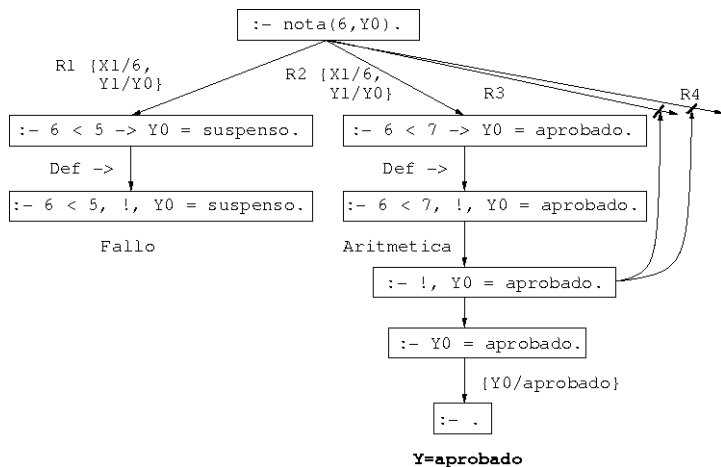 :- nota(6,Y0).
R1 {X1/6,
Y1/Y0}
R2 {X1/6,
Y1/Y0}
R3
R4
:- 6 < 5 -> Y0 = suspenso.
:- 6 < 7 -> Y0 = aprobado.
Def ->
Def ->
:- 6 < 5, !, Y0 = suspenso.
:- 6 < 7, !, Y0 = aprobado.
Fallo
Aritmetica
:- !, Y0 = aprobado.
:- Y0 = aprobado.
{Y0/aprobado}
:- .
Y=aprobado